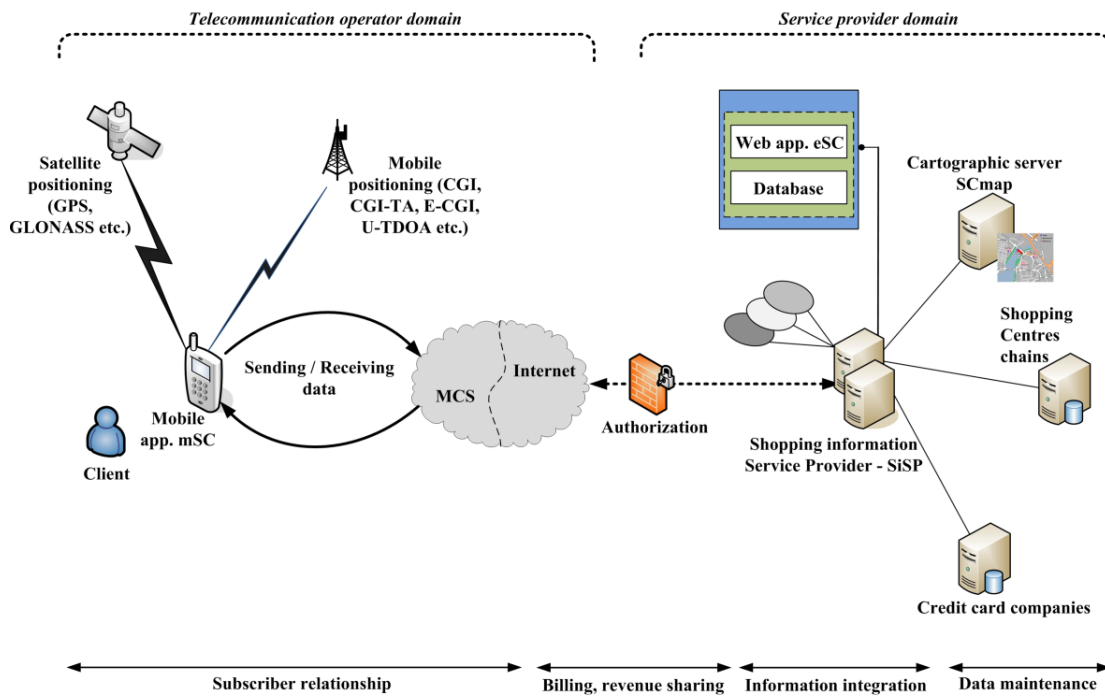 Telecommunication operator domain
Service provider domain
Satellite
positioning
(GPS,
GLONASS etc.)
Mobile
positioning (CGI,
CGI-TA, E-CGI,
U-TDOA etc.)
Web app. eSC
Database
Cartographic server
SCmap
Shopping
Centres
chains
Sending / Receiving
data
MCS
Internet
Authorization
Mobile
app. mSC
Client
Shopping information
Service Provider - SiSP
Credit card companies
Subscriber relationship
Billing, revenue sharing
Information integration
Data maintenance